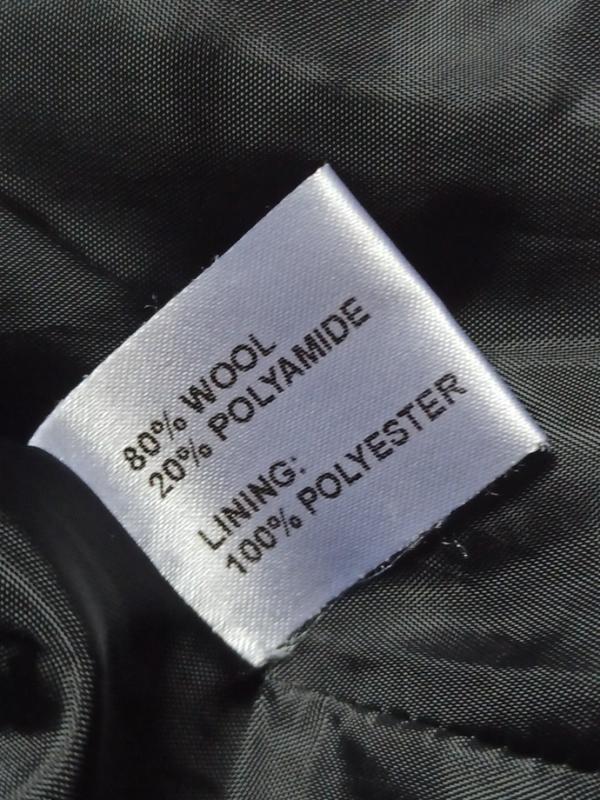 80% WOOL
20% POLYAMIDE
LINING:
100% POLYESTER